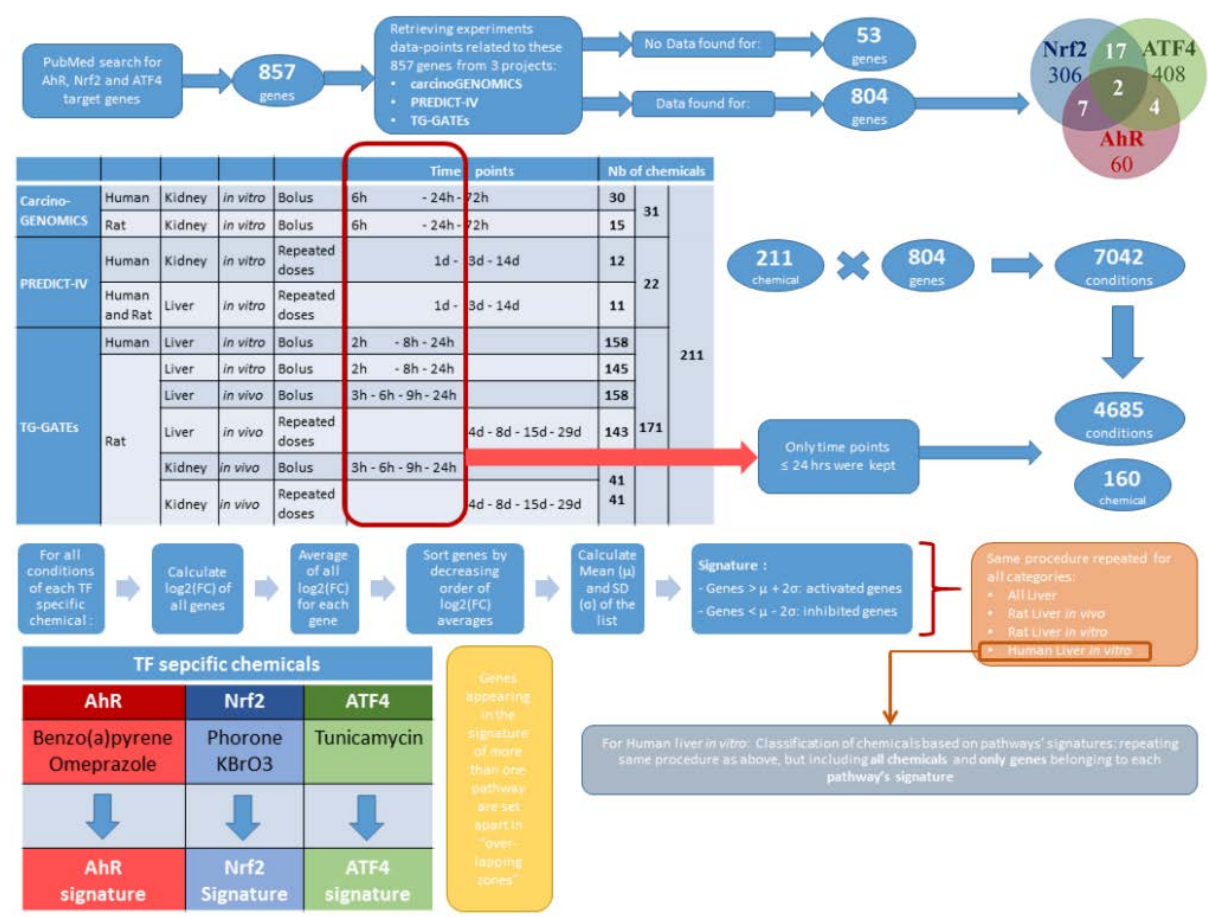 PubMed search for
AhR, Nrf2 and ATF4
target genes
857
genes
Retrieving experiments
data-points related to these
857 genes from 3 projects:
• carcinoGENOMICS
• PREDICT-IV
• TG-GATEs
No Data found for:
53
genes
Data found for:
804
genes
Nrf2 17 ATF4
306 408
2
7 4
AhR
60
Time points Nb of chemicals
Carcino-
GENOMICS
Human Kidney in vitro Bolus 6h - 24h - 72h 30
31
Rat Kidney in vitro Bolus 6h - 24h - 72h 15
PREDICT-IV
Human Kidney in vitro Repeated
doses 1d - 3d - 14d 12
22
Human
and Rat Liver in vitro Repeated
doses 1d - 3d - 14d 11
211
TG-GATEs
Human Liver in vitro Bolus 2h - 8h - 24h 158
Rat
Liver in vitro Bolus 2h - 8h - 24h 145
Liver in vivo Bolus 3h - 6h - 9h - 24h 158
Liver in vivo Repeated
doses 4d - 8d - 15d - 29d 143 171
Kidney in vivo Bolus 3h - 6h - 9h - 24h
41
Kidney in vivo Repeated
doses 4d - 8d - 15d - 29d 41
211
chemical
804
genes
7042
conditions
4685
conditions
Only time points
≤ 24 hrs were kept
160
chemical
For all
conditions
of each TF
specific
chemical :
Calculate
log2(FC) of
all genes
Average
of all
log2(FC)
for each
gene
Sort genes by
decreasing
order of
log2(FC)
averages
Calculate
Mean (μ)
and SD
(σ) of the
list
Signature :
- Genes > μ + 2σ: activated genes
- Genes < μ - 2σ: inhibited genes
Same procedure repeated for
all categories:
• All Liver
• Rat Liver in vivo
• Rat Liver in vitro
• Human Liver in vitro
TF sepcific chemicals
AhR Nrf2 ATF4
Benzo(a)pyrene Phorone Tunicamycin
Omeprazole KBrO3
AhR Nrf2 ATF4
signature Signature signature
Genes
appearing
in the
signature
of more
than one
pathway
are set
apart in
"over-
lapping
zones"
For Human liver in vitro: Classification of chemicals based on pathways' signatures: repeating
same procedure as above, but including all chemicals and only genes belonging to each
pathway's signature